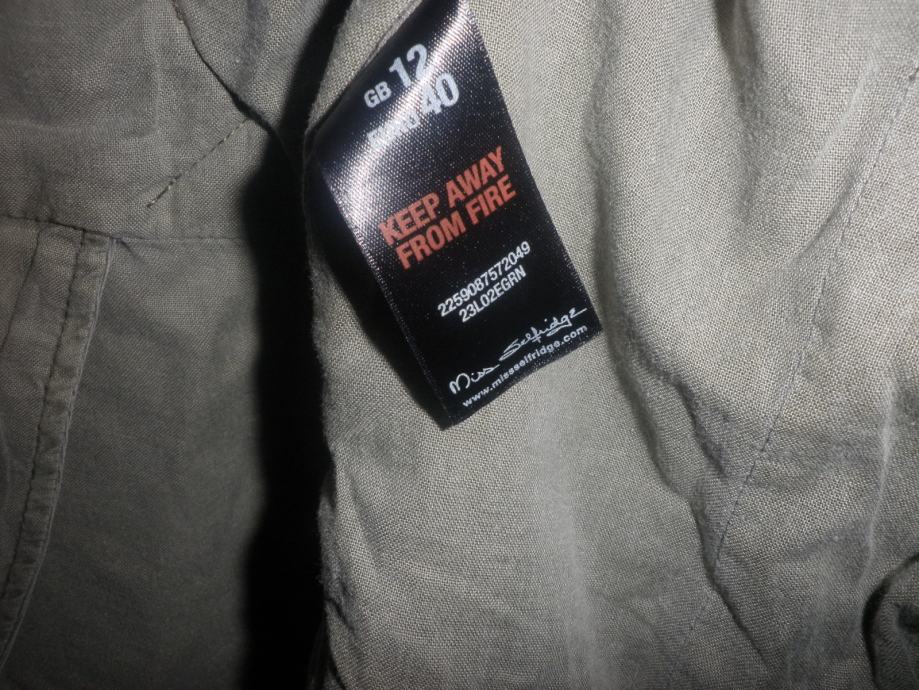 GB 12
EURO 40
KEEP AWAY
FROM FIRE
2259087572049
23L02EGRN
Miss Selfridge
www.missselfridge.com